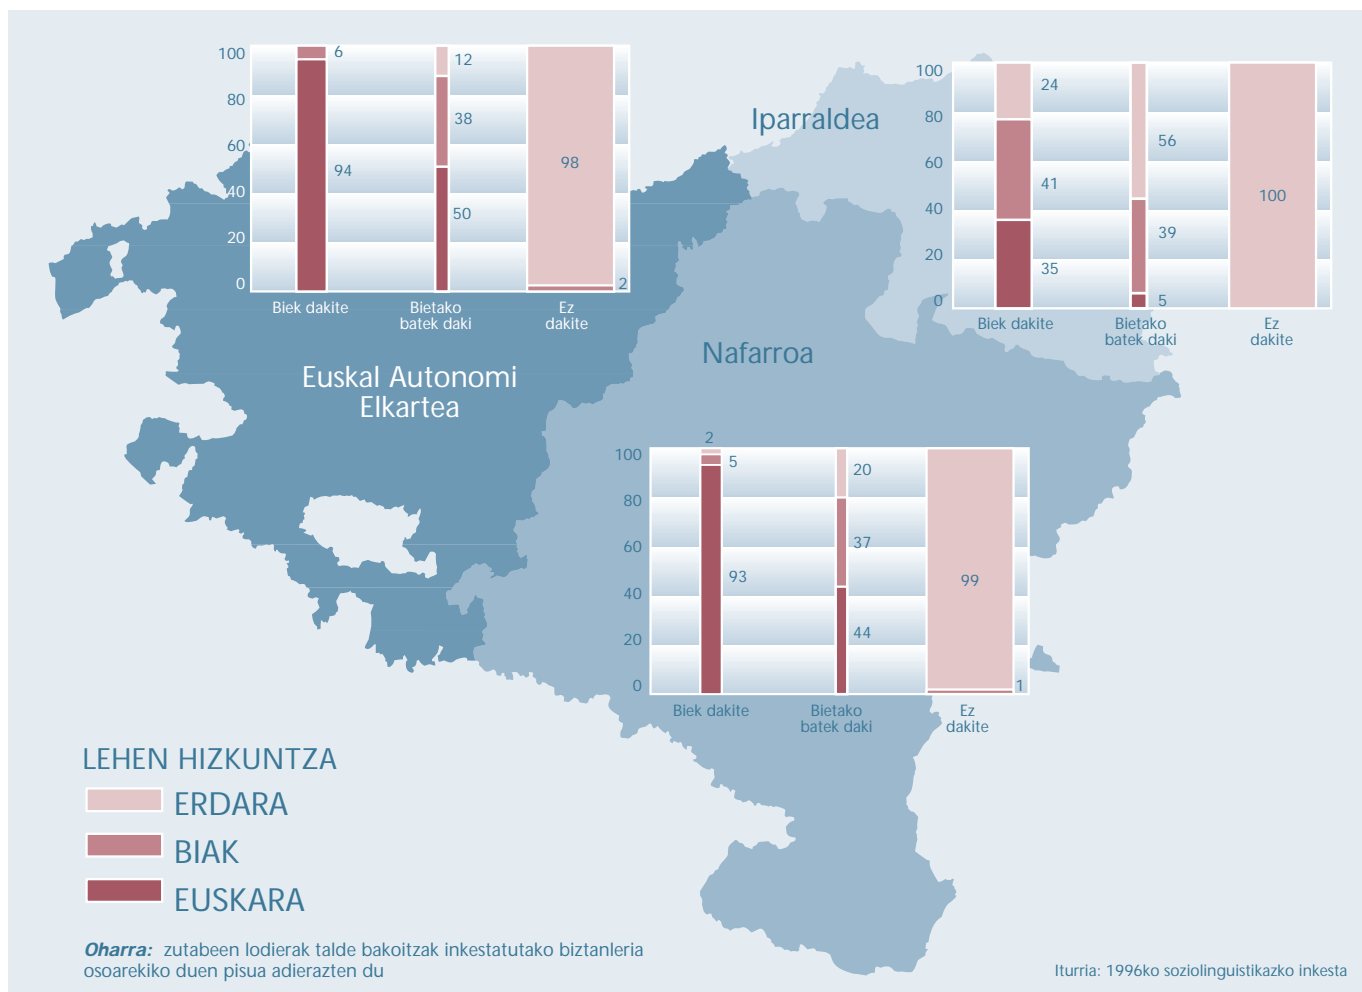 100
80
60
40
20
0
6
94
12
38
50
98
2
Biek dakite
Bietako
batek daki
Ez
dakite
Iparraldea
100
80
60
40
20
0
24
41
35
56
39
5
100
Biek dakite
Bietako
batek daki
Ez
dakite
Euskal Autonomi
Elkartea
Nafarroa
100
80
60
40
20
0
2
5
93
20
37
44
99
1
Biek dakite
Bietako
batek daki
Ez
dakite
LEHEN HIZKUNTZA
ERDARA
BIAK
EUSKARA
Oharra: zutabeen lodierak talde bakoitzak inkestatutako biztanleria
osoarekiko duen pisua adierazten du
Iturria: 1996ko soziolinguistikazko inkesta